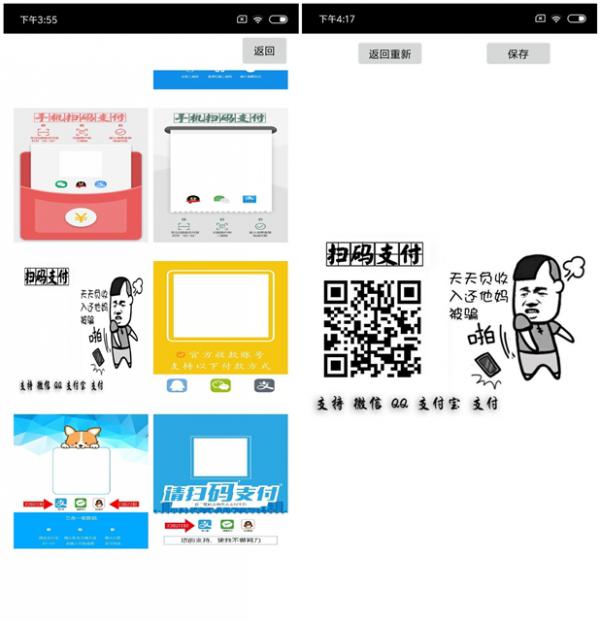 下午3:55
返回
手机扫码支付
手机扫码支付
扫码支付
天天负收
入还他妈
被骗
啪!
支持 微信 QQ 支付宝 支付
官方收款账号
支持以下付款方式
请扫码支付
您的支持，使我不懈努力
下午4:17
返回重新
保存
扫码支付
天天负收
入还他妈
被骗
啪!
支持 微信 QQ 支付宝 支付